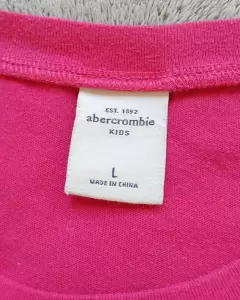 EST. 1892
abercrombie
KIDS
L
MADE IN CHINA